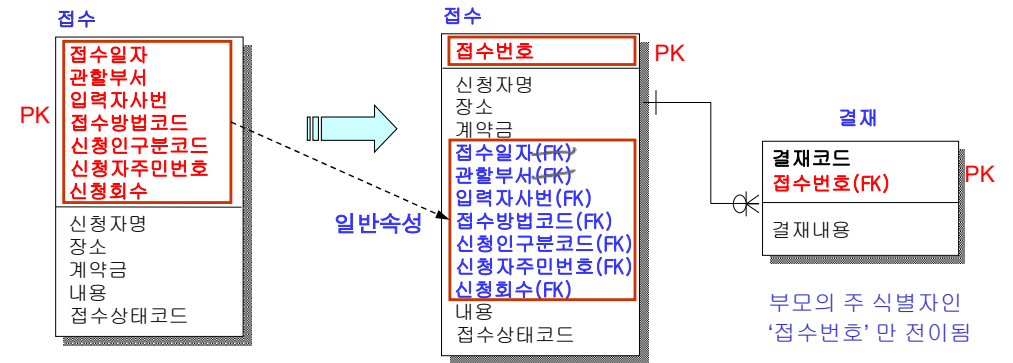 접수
접수일자
관할부서
입력자사번
접수방법코드
신청인구분코드
신청자주민번호
신청회수
PK
신청자명
장소
계약금
내용
접수상태코드
일반속성
접수
접수번호
PK
신청자명
장소
계약금
접수일자(FK)
관할부서(FK)
입력자사번(FK)
접수방법코드(FK)
신청인구분코드(FK)
신청자주민번호(FK)
신청회수(FK)
내용
접수상태코드
결재
결재코드
접수번호(FK)
PK
결재내용
부모의 주 식별자인
‘접수번호’ 만 전이됨